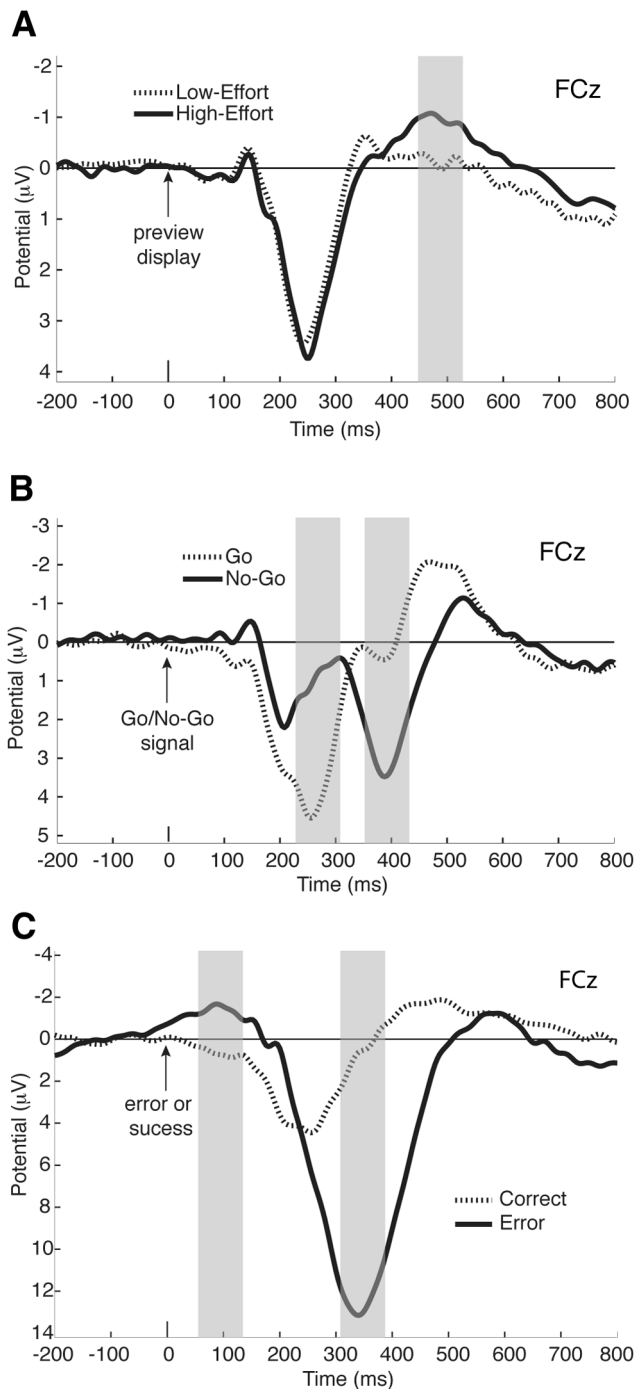 A
-2
Low-Effort
FCz
High-Effort
-1
0
Potential (µV)
1
preview
display
2
3
4
-200 -100 0 100 200 300 400 500 600 700 800
Time (ms)
B
-3
Go
FCz
-2
No-Go
-1
0
Potential (µV)
1
Go/No-Go
signal
2
3
4
5
-200 -100 0 100 200 300 400 500 600 700 800
Time (ms)
C
-4
FCz
-2
0
Potential (µV)
2
error or
sucess
4
6
8
Correct
Error
10
12
14
-200 -100 0 100 200 300 400 500 600 700 800
Time (ms)